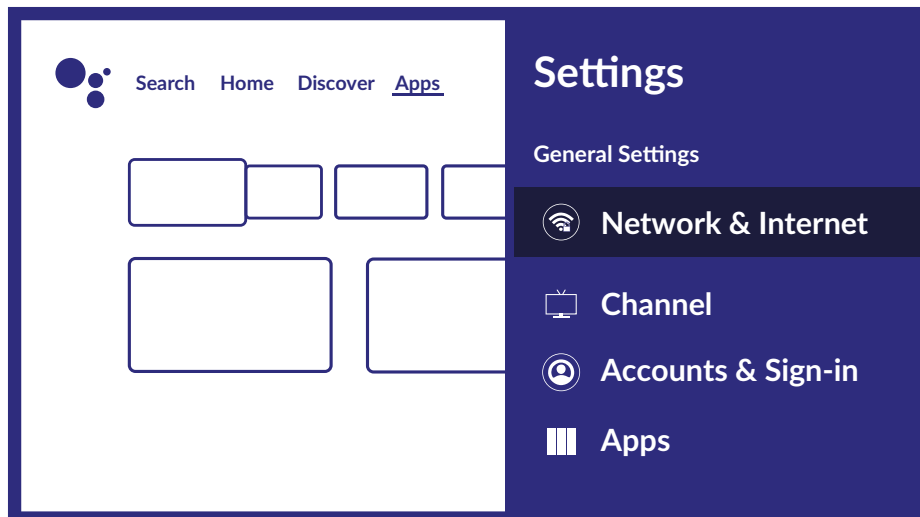 Search Home Discover Apps
Settings
General Settings
Network & Internet
Channel
Accounts & Sign-in
Apps